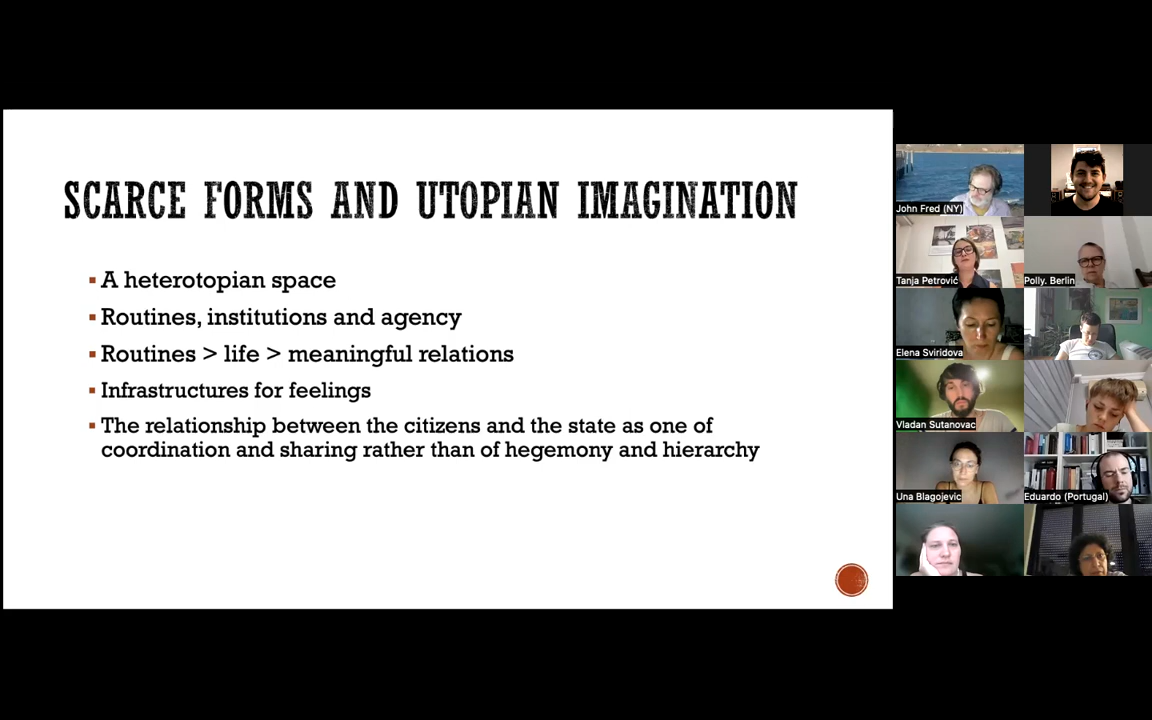 SCARCE FORMS AND UTOPIAN IMAGINATION
▪ A heterotopian space
▪ Routines, institutions and agency
▪ Routines > life > meaningful relations
▪ Infrastructures for feelings
▪ The relationship between the citizens and the state as one of
coordination and sharing rather than of hegemony and hierarchy
John Fred (NY)
Tanja Petrović
Polly. Berlin
Elena Sviridova
Vladan Sutanovac
Una Blagojevic
Eduardo (Portugal)